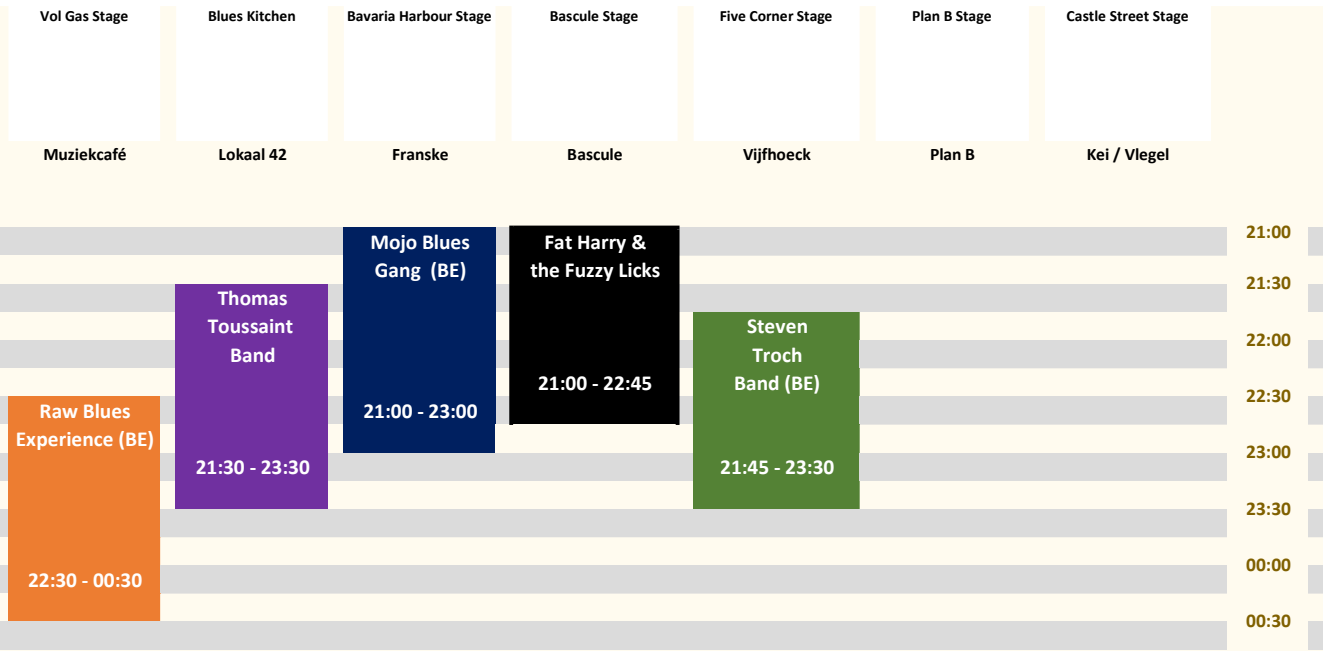 Vol Gas Stage
Blues Kitchen
Bavaria Harbour Stage
Bascule Stage
Five Corner Stage
Plan B Stage
Castle Street Stage
Muziekcafé
Lokaal 42
Franske
Bascule
Vijfhoeck
Plan B
Kei / Vlegel
Raw Blues
Experience (BE)
22:30 - 00:30
Thomas
Toussaint
Band
21:30 - 23:30
Mojo Blues
Gang (BE)
21:00 - 23:00
Fat Harry &
the Fuzzy Licks
21:00 - 22:45
Steven
Troch
Band (BE)
21:45 - 23:30
21:00
21:30
22:00
22:30
23:00
23:30
00:00
00:30